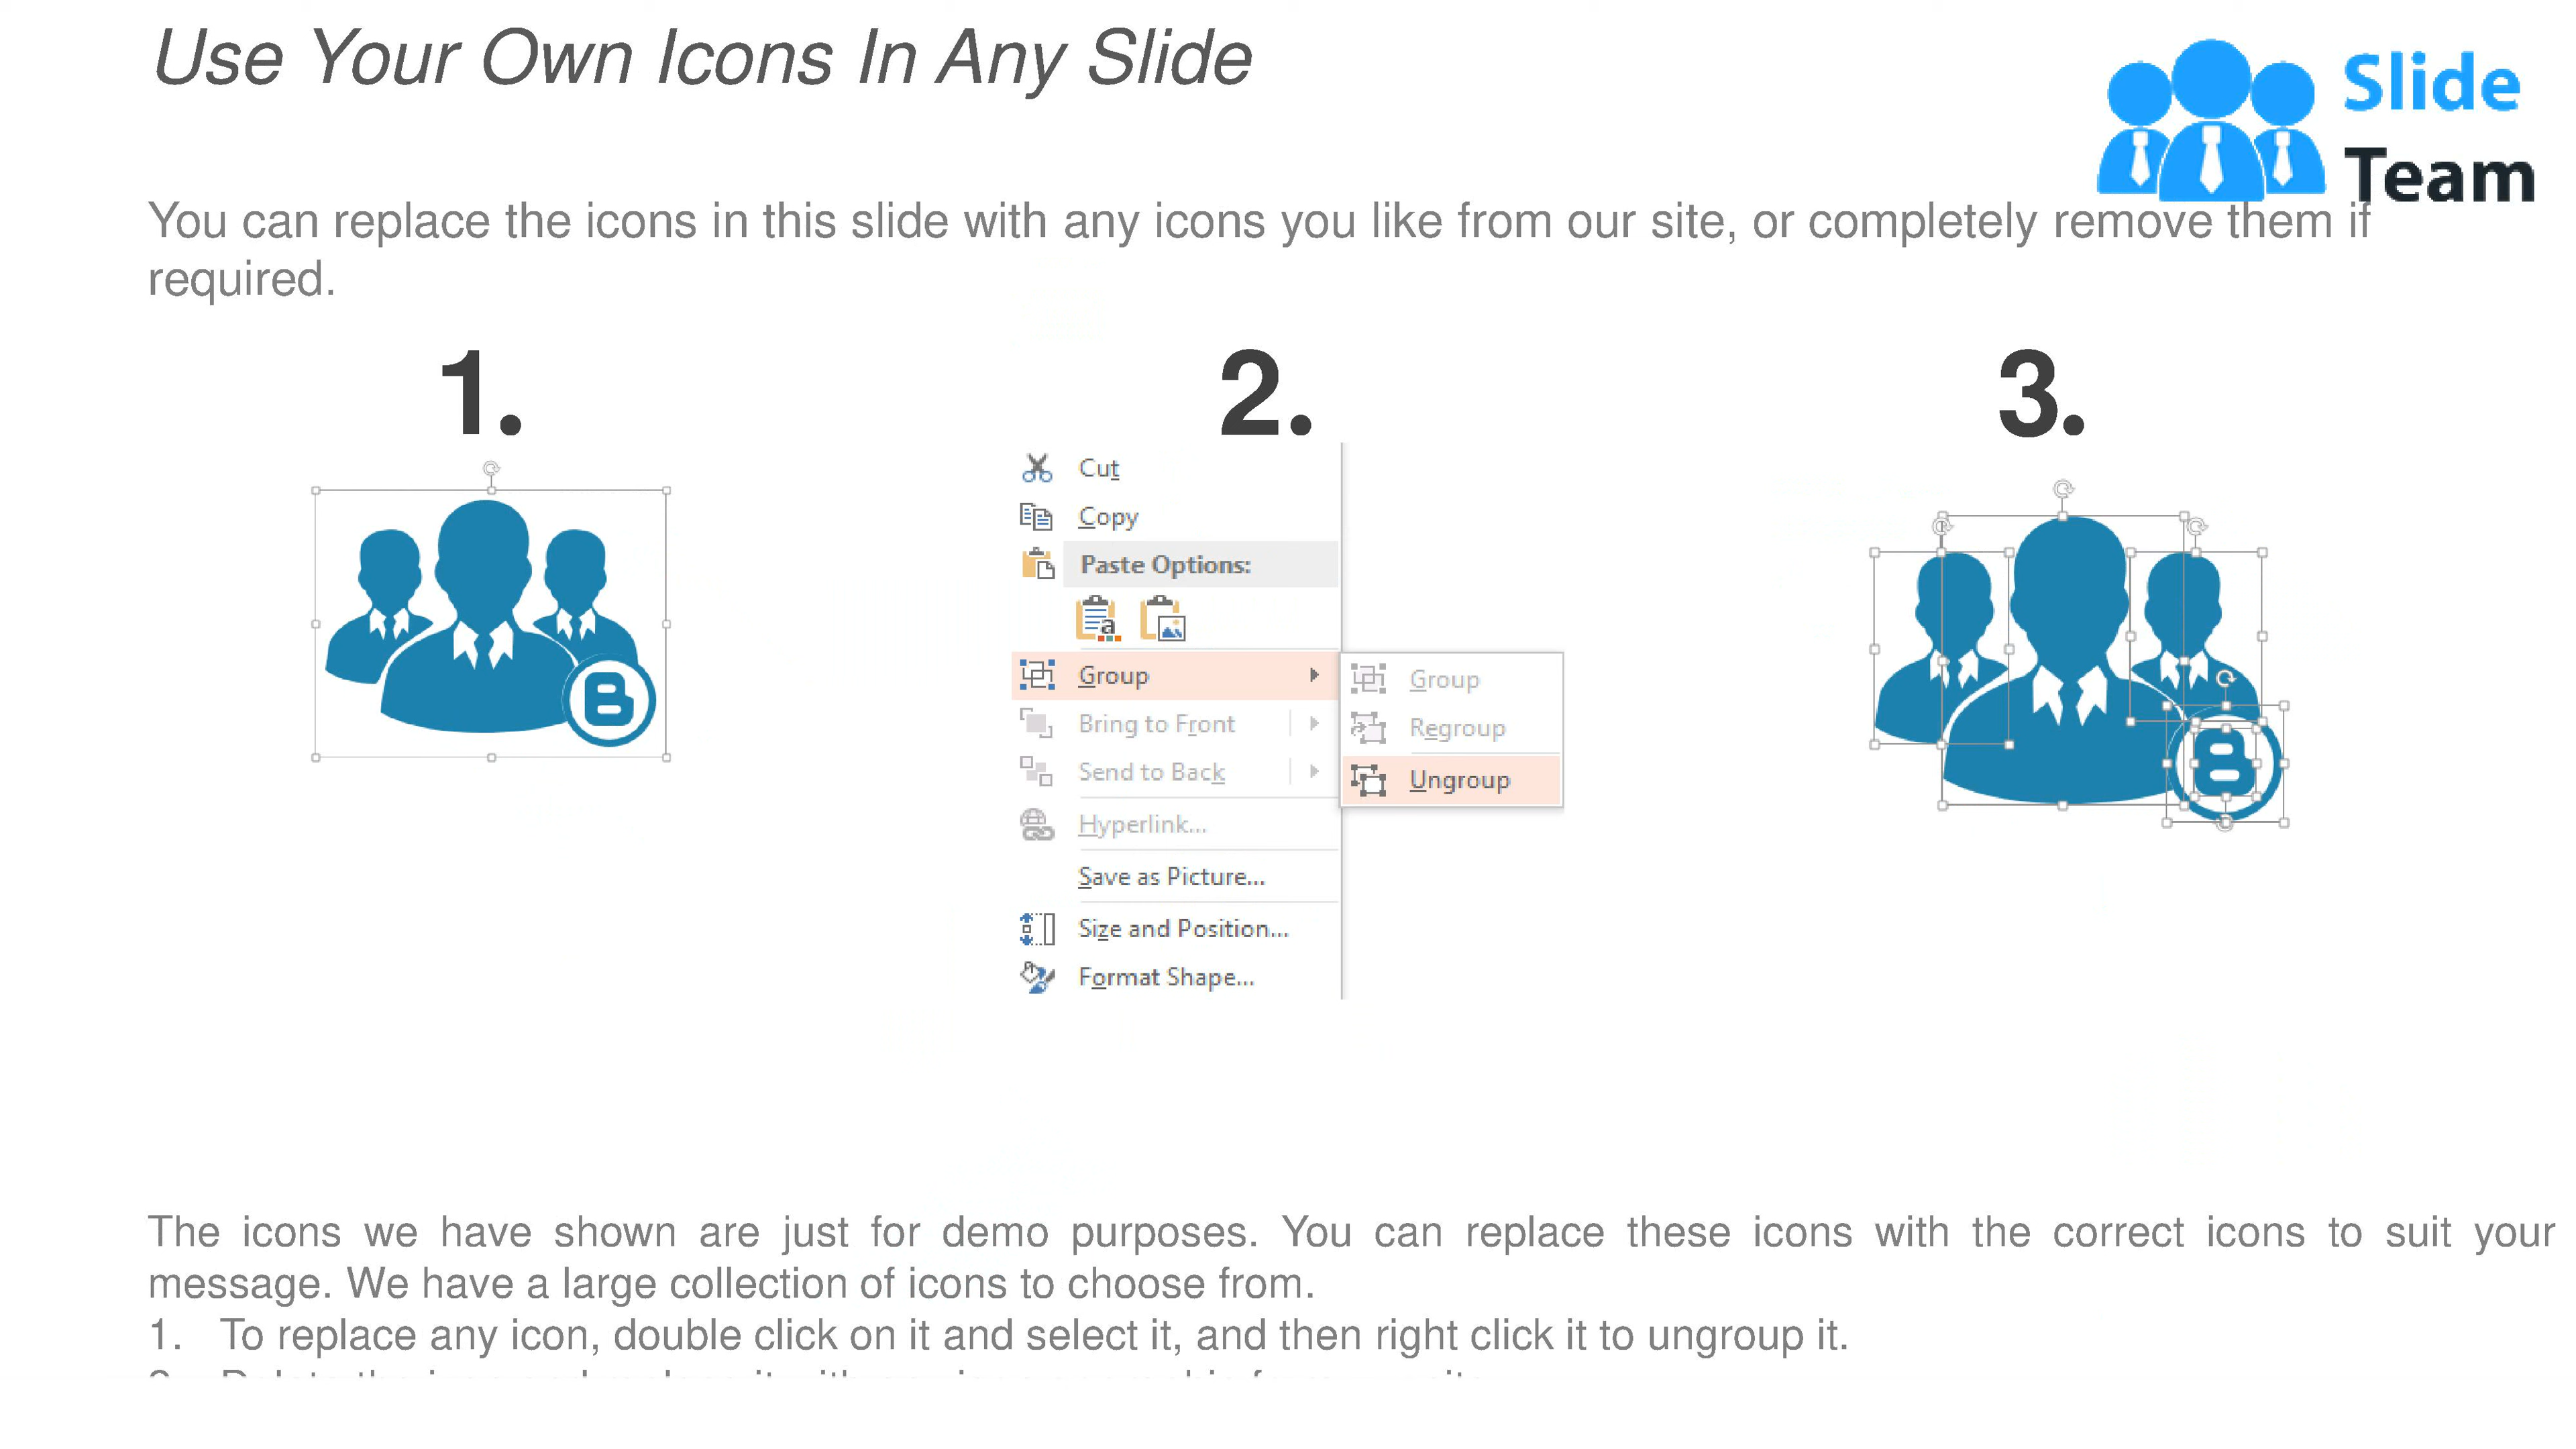 Use Your Own Icons In Any Slide
Slide
Team
You can replace the icons in this slide with any icons you like from our site, or completely remove them if
required.
1.
2.
3.
Cut
Copy
Paste Options:
a
Group
Bring to Front
Send to Back
Hyperlink...
Save as Picture...
Size and Position...
Format Shape...
Group
Regroup
Ungroup
B
B
The icons we have shown are just for demo purposes. You can replace these icons with the correct icons to suit your
message. We have a large collection of icons to choose from.
1. To replace any icon, double click on it and select it, and then right click it to ungroup it.